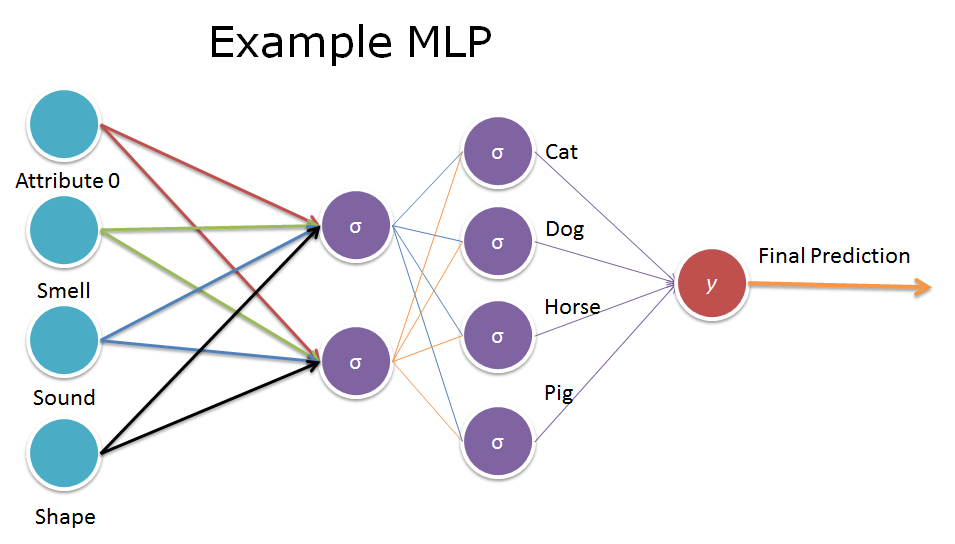 Example MLP
Attribute 0
Smell
Sound
Shape
σ
σ
σ
σ
σ
σ
Cat
Dog
Horse
Pig
y
Final Prediction